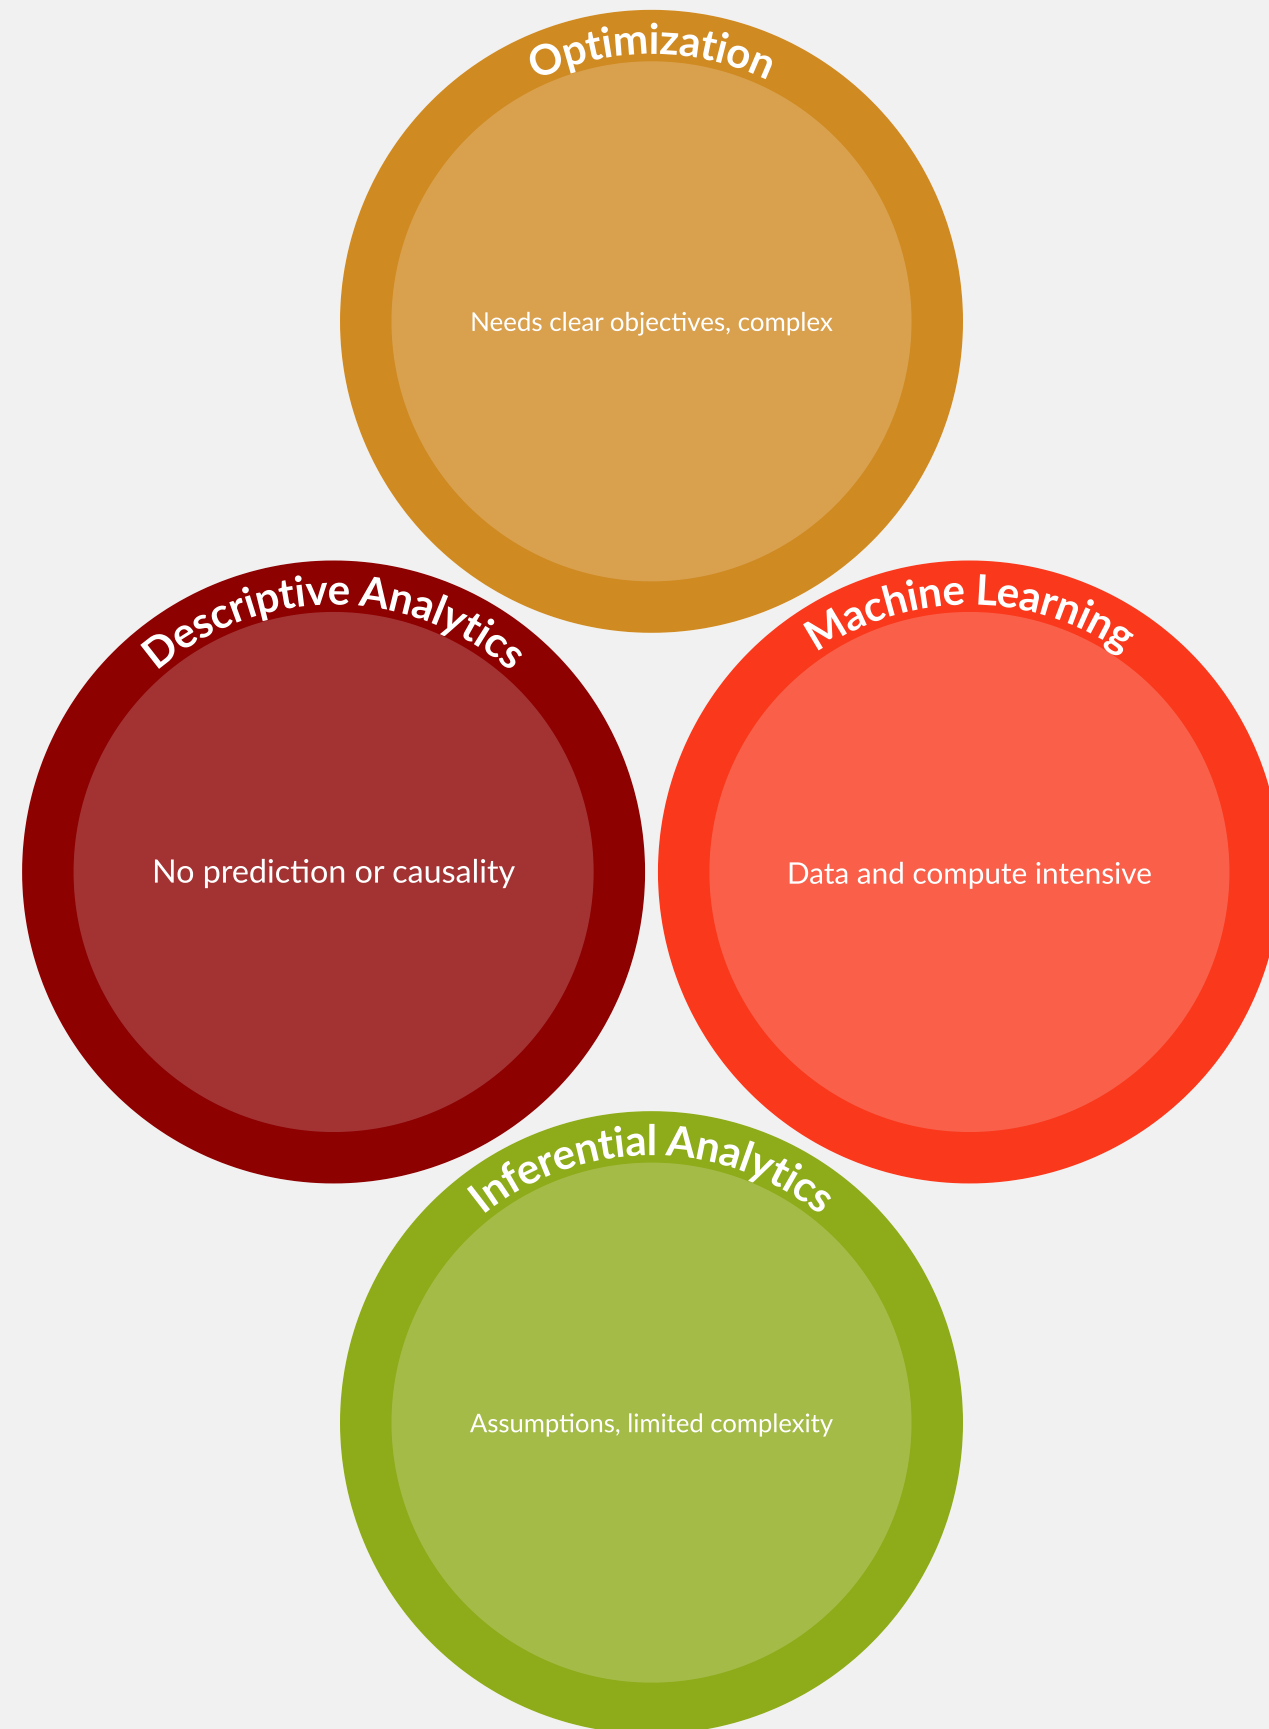 Optimization
Needs clear objectives, complex
Descriptive Analytics
No prediction or causality
Machine Learning
Data and compute intensive
Inferential Analytics
Assumptions, limited complexity